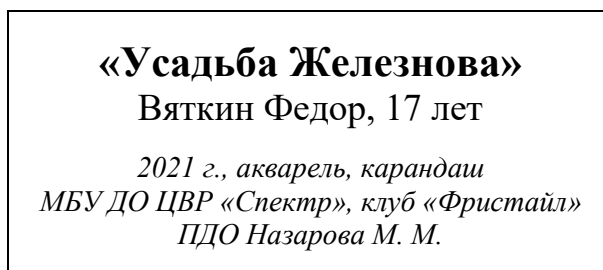 «Усадьба Железнова»
Вяткин Федор, 17 лет
2021 г., акварель, карандаш
МБУ ДО ЦВР «Спектр», клуб «Фристайл»
ПДО Назарова М. М.